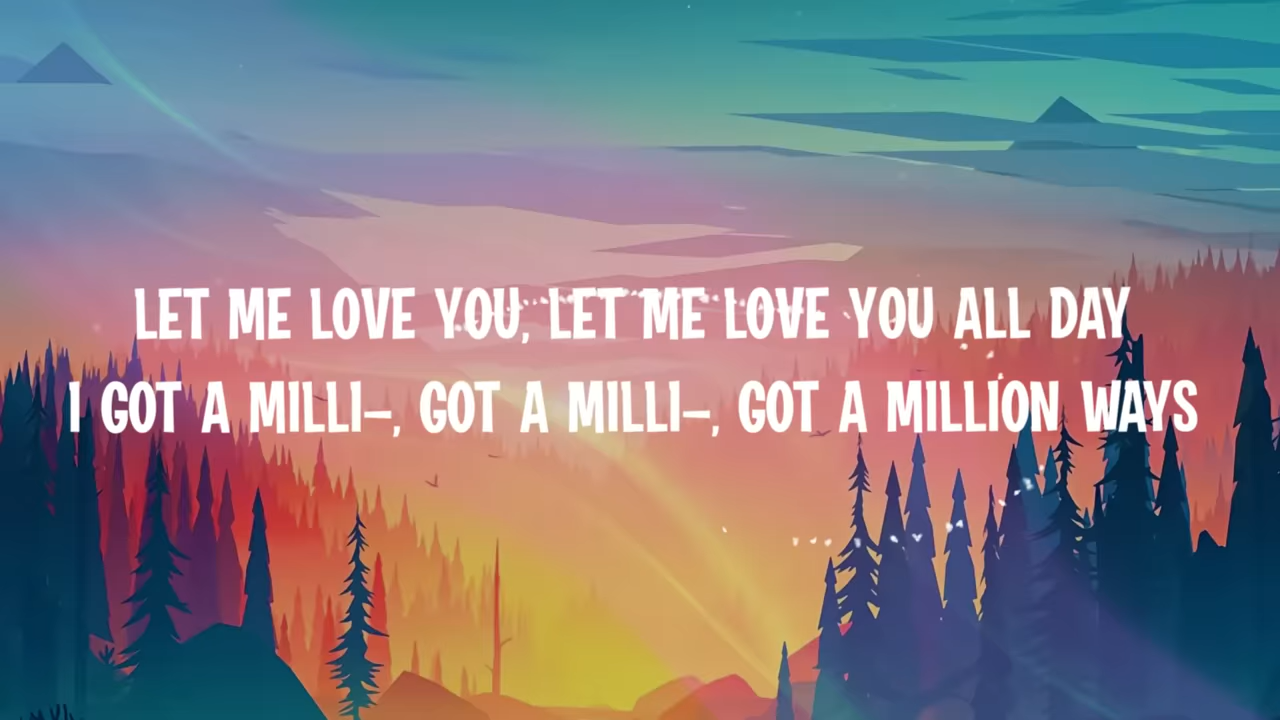 LET ME LOVE YOU, LET ME LOVE YOU ALL DAY
I GOT A MILLI–, GOT A MILLI–, GOT A MILLION WAYS